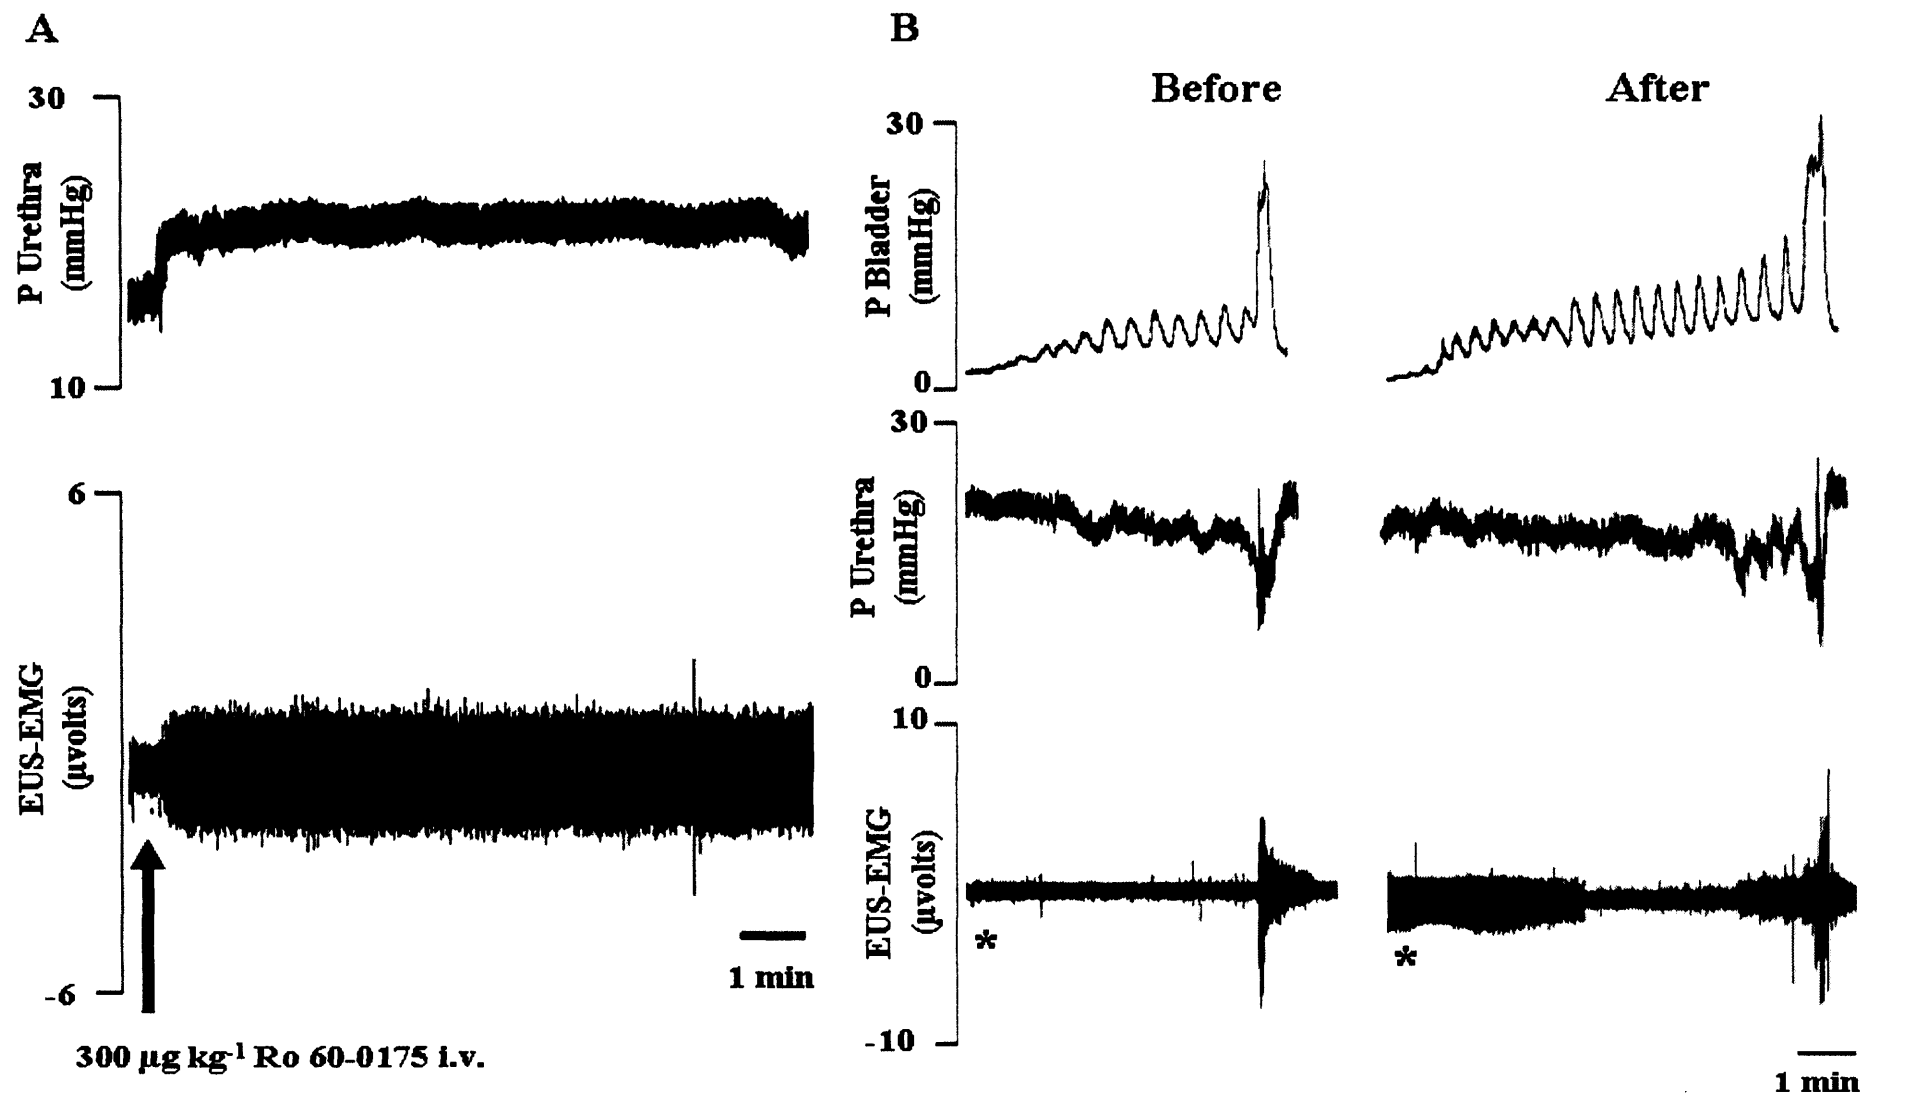 A
30
P Urethra
(mmHg)
10
6
EUS-EMG
(μvolts)
-6
1 min
300 μg kg-1 Ro 60-0175 i.v.
B
Before
After
30
P Bladder
(mmHg)
0
30
P Urethra
(mmHg)
0
10
EUS-EMG
(μvolts)
-10
*
*
1 min